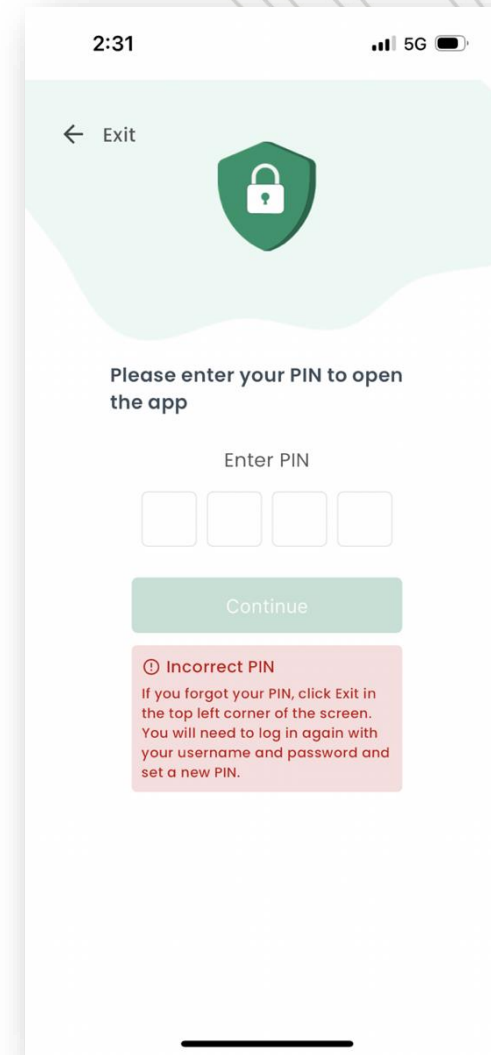 2:31 5G
← Exit
Please enter your PIN to open
the app
Enter PIN
Continue
Incorrect PIN
If you forgot your PIN, click Exit in
the top left corner of the screen.
You will need to log in again with
your username and password and
set a new PIN.